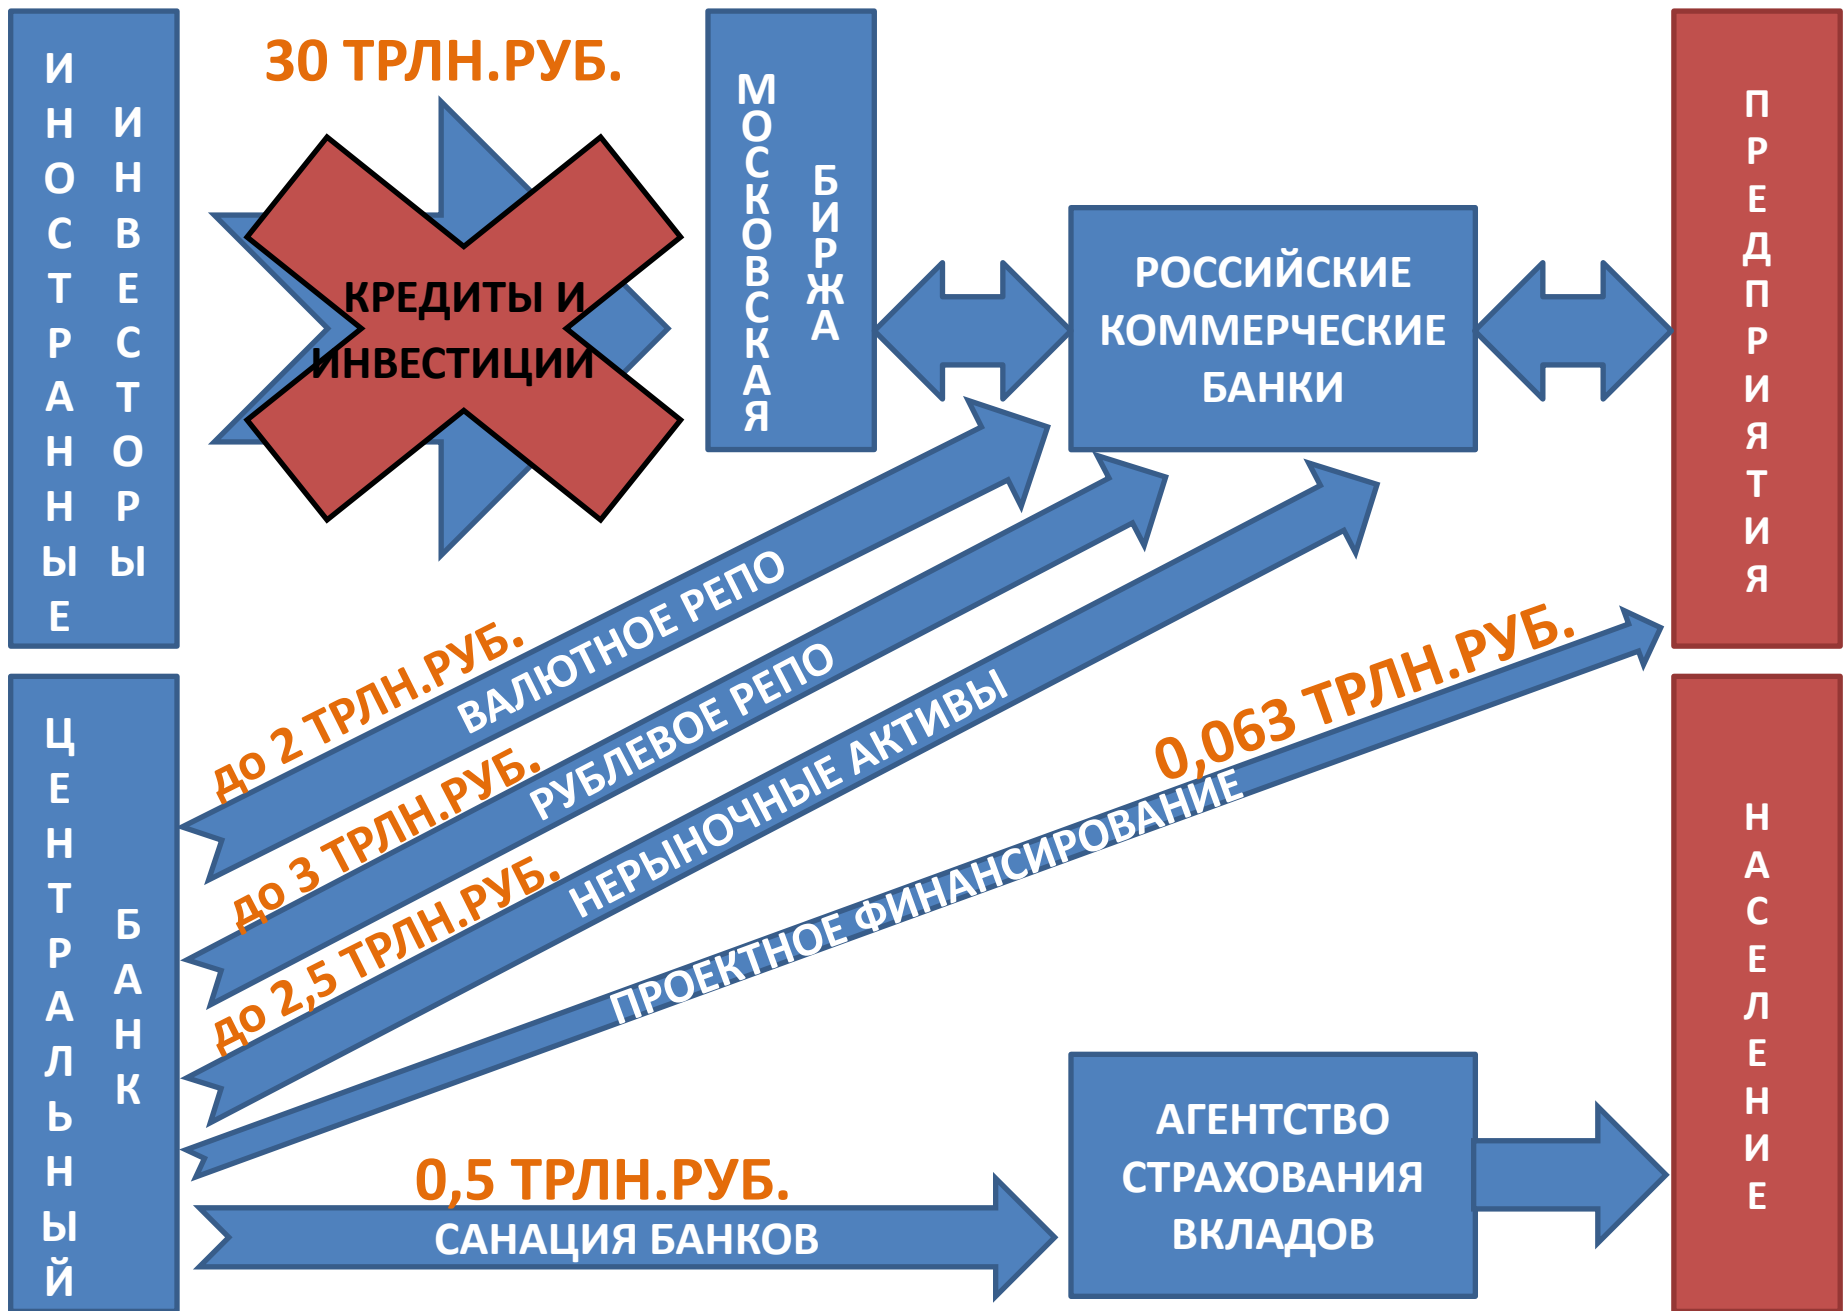 ИНОСТРАННЫЕ
ИНВЕСТОРЫ
30 ТРЛН.РУБ.
КРЕДИТЫ И
ИНВЕСТИЦИИ
МОСКОВСКАЯ
БИРЖА
РОССИЙСКИЕ
КОММЕРЧЕСКИЕ
БАНКИ
ПРЕДПРИЯТИЯ
ЦЕНТРАЛЬНЫЙ
БАНК
до 2 ТРЛН.РУБ.
ВАЛЮТНОЕ РЕПО
до 3 ТРЛН.РУБ.
РУБЛЕВОЕ РЕПО
до 2,5 ТРЛН.РУБ.
НЕРЫНОЧНЫЕ АКТИВЫ
0,063 ТРЛН.РУБ.
ПРОЕКТНОЕ ФИНАНСИРОВАНИЕ
0,5 ТРЛН.РУБ.
САНАЦИЯ БАНКОВ
АГЕНТСТВО
СТРАХОВАНИЯ
ВКЛАДОВ
НАСЕЛЕНИЕ